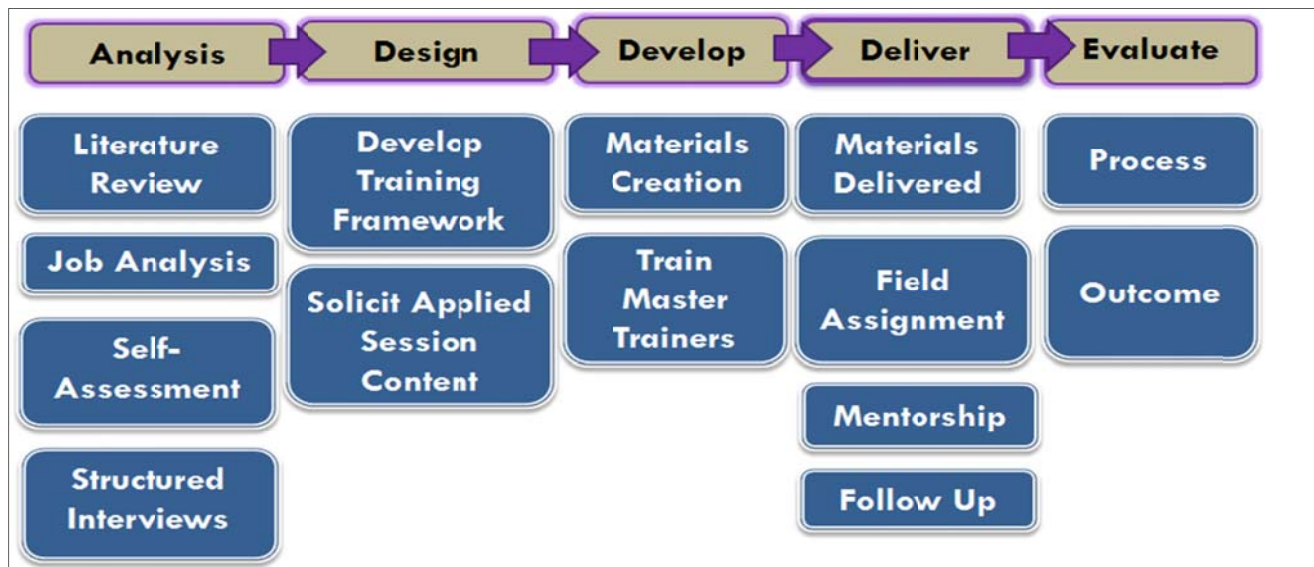 Analysis
Design
Develop
Deliver
Evaluate
Literature
Review
Job Analysis
Self-
Assessment
Structured
Interviews
Develop
Training
Framework
Solicit Applied
Session
Content
Materials
Creation
Train
Master
Trainers
Materials
Delivered
Field
Assignment
Mentorship
Follow Up
Process
Outcome